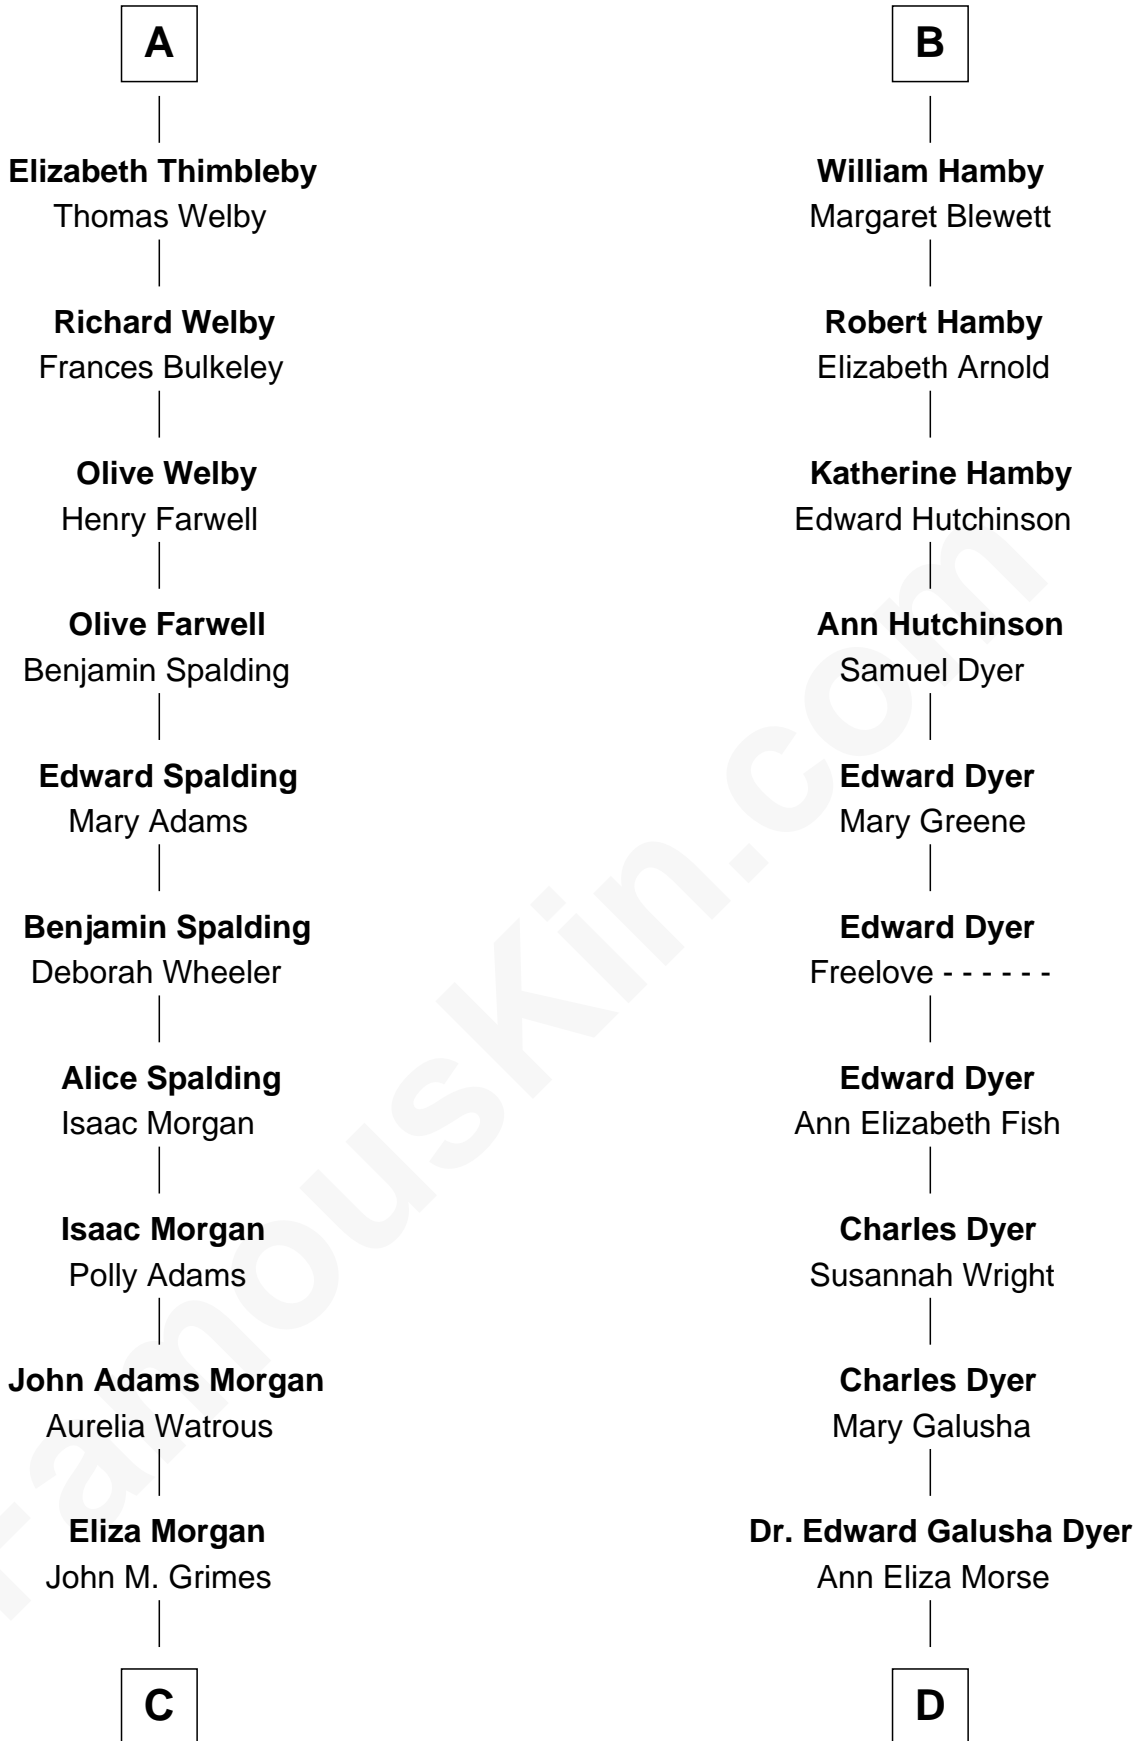 A
Elizabeth Thimbleby
Thomas Welby
Richard Welby
Frances Bulkeley
Olive Welby
Henry Farwell
Olive Farwell
Benjamin Spalding
Edward Spalding
Mary Adams
Benjamin Spalding
Deborah Wheeler
Alice Spalding
Isaac Morgan
Isaac Morgan
Polly Adams
John Adams Morgan
Aurelia Watrous
Eliza Morgan
John M. Grimes
C
B
William Hamby
Margaret Blewett
Robert Hamby
Elizabeth Arnold
Katherine Hamby
Edward Hutchinson
Ann Hutchinson
Samuel Dyer
Edward Dyer
Mary Greene
Edward Dyer
Freelove - - - - - -
Edward Dyer
Ann Elizabeth Fish
Charles Dyer
Susannah Wright
Charles Dyer
Mary Galusha
Dr. Edward Galusha Dyer
Ann Eliza Morse
D
FamousKin.com